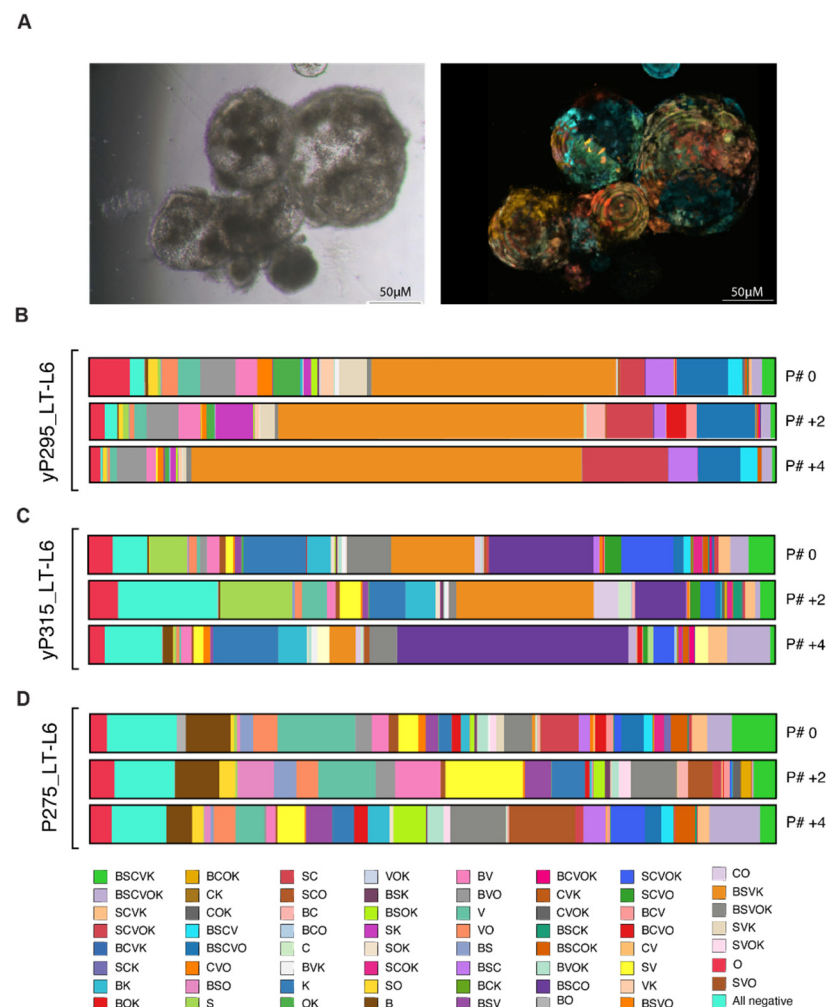 A
50µM
50µM
B
yP295_LT-L6
P# 0
P# +2
P# +4
C
yP315_LT-L6
P# 0
P# +2
P# +4
D
P275_LT-L6
P# 0
P# +2
P# +4
BSCVK
BSCVOK
SCVK
SCVOK
BCVK
SCK
BK
BOK
BCOK
CK
COK
BSCV
BSCVO
CVO
BSO
S
SC
SCO
BC
BCO
C
BVK
K
OK
VOK
BSK
SK
SOK
SCOK
SO
B
BV
BVO
V
VO
BS
BSC
BCK
BSV
BCVOK
CVK
CVOK
BSCK
BSCOK
BVOK
BSCO
BO
SCVOK
SCVO
BCV
BCVO
CV
SV
VK
BSVO
BSOK
CO
BSVK
BSVOK
SVK
SVOK
O
SVO
All negative